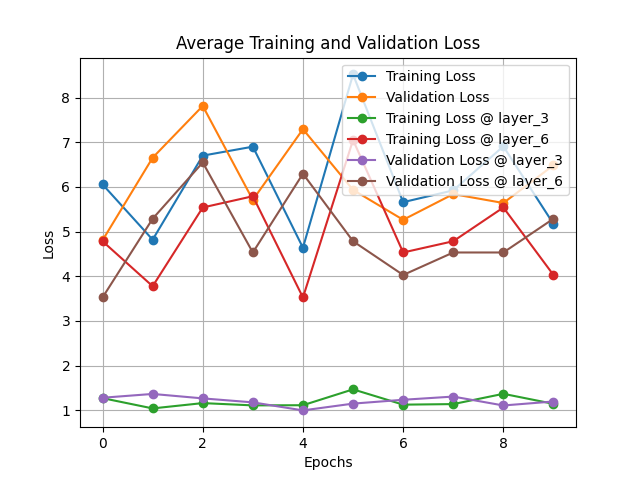 Average Training and Validation Loss
Training Loss
Validation Loss
Training Loss @ layer_3
Training Loss @ layer_6
Validation Loss @ layer_3
Validation Loss @ layer_6
8
7
6
5
4
3
2
1
Loss
0 2 4 6 8
Epochs